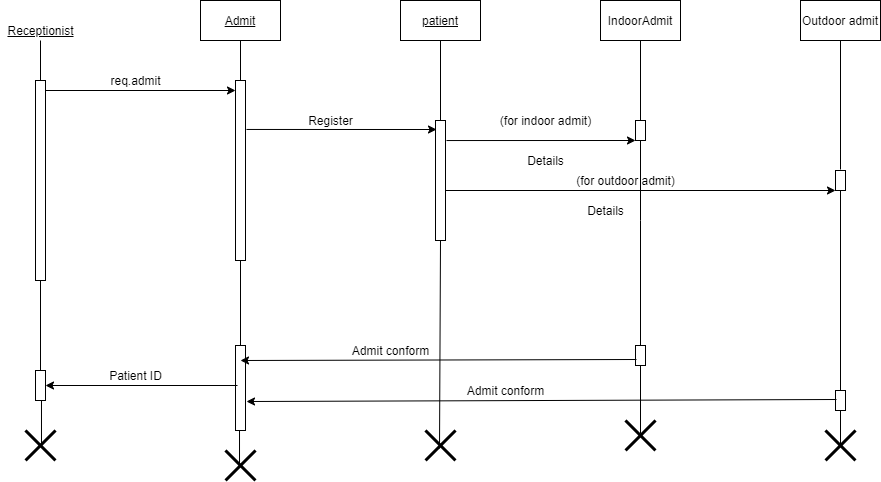 Receptionist
Admit
patient
IndoorAdmit
Outdoor admit
req.admit
Register
(for indoor admit)
Details
(for outdoor admit)
Details
Admit conform
Patient ID
Admit conform